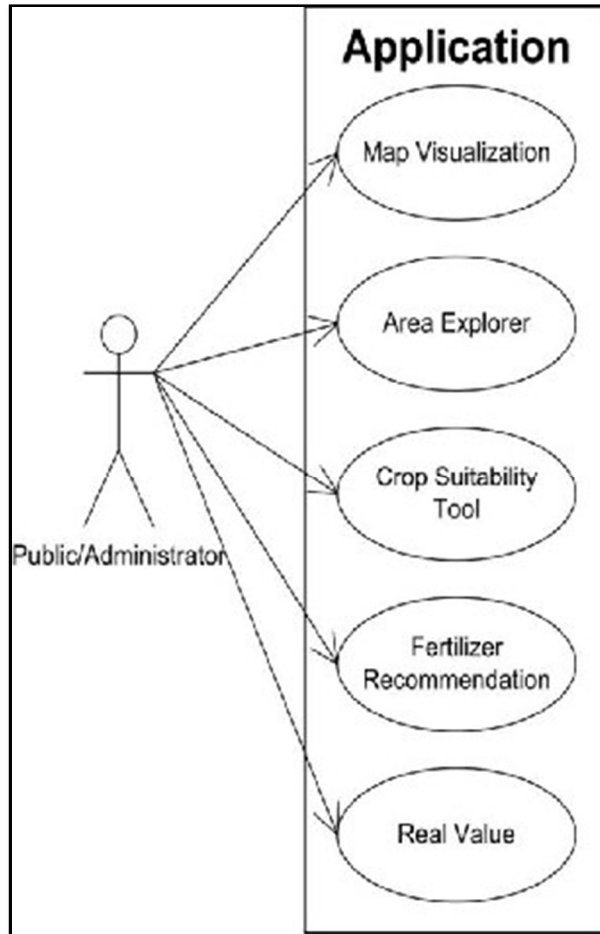 Application
Map Visualization
Area Explorer
Crop Suitability
Tool
Public/Administrator
Fertilizer
Recommendation
Real Value